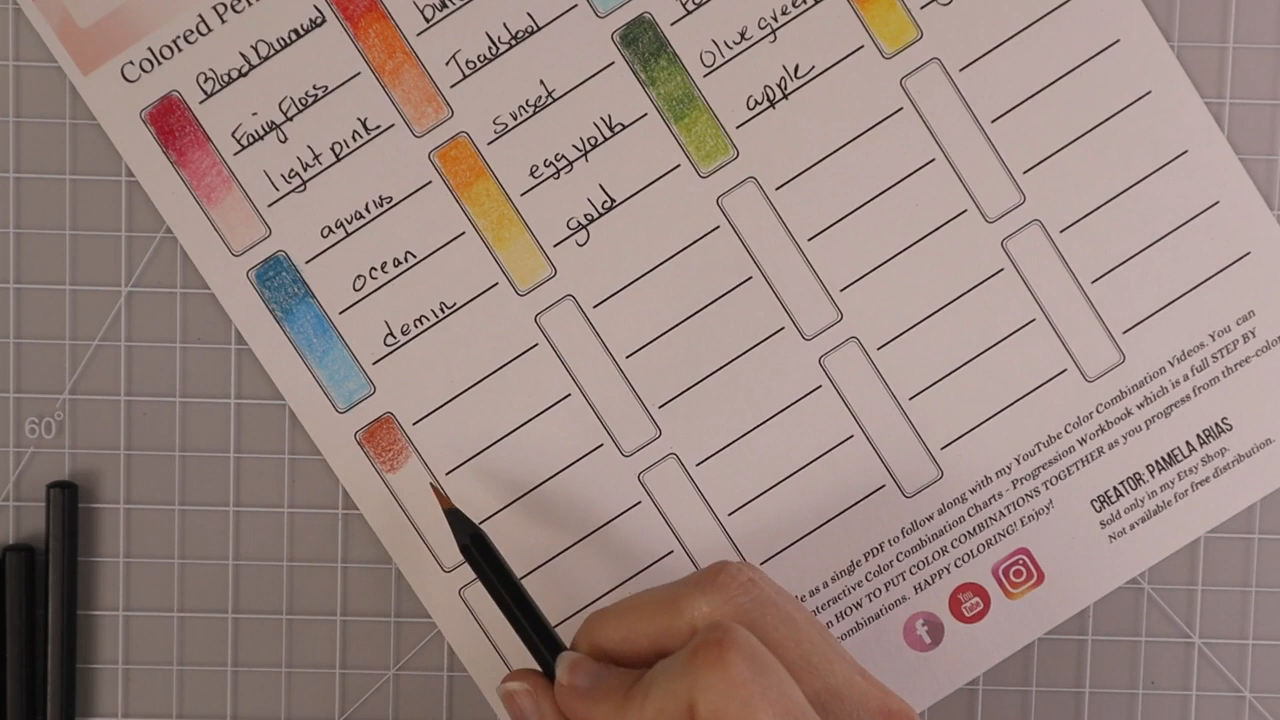 Colored Pen
Blood Diamond
Fairy Floss
light pink
Toadstool
Sunset
egg yolk
gold
Olive green
apple
aquarius
ocean
demin
60°
le as a single PDF to follow along with my YouTube Color Combination Videos. You can
nteractive Color Combination Charts - Progression Workbook which is a full STEP BY
n HOW TO PUT COLOR COMBINATIONS TOGETHER as you progress from three-color
ombinations. HAPPY COLORING! Enjoy!
CREATOR: PAMELA ARIAS
Sold only in my Etsy Shop.
Not available for free distribution.
f
You
Tube